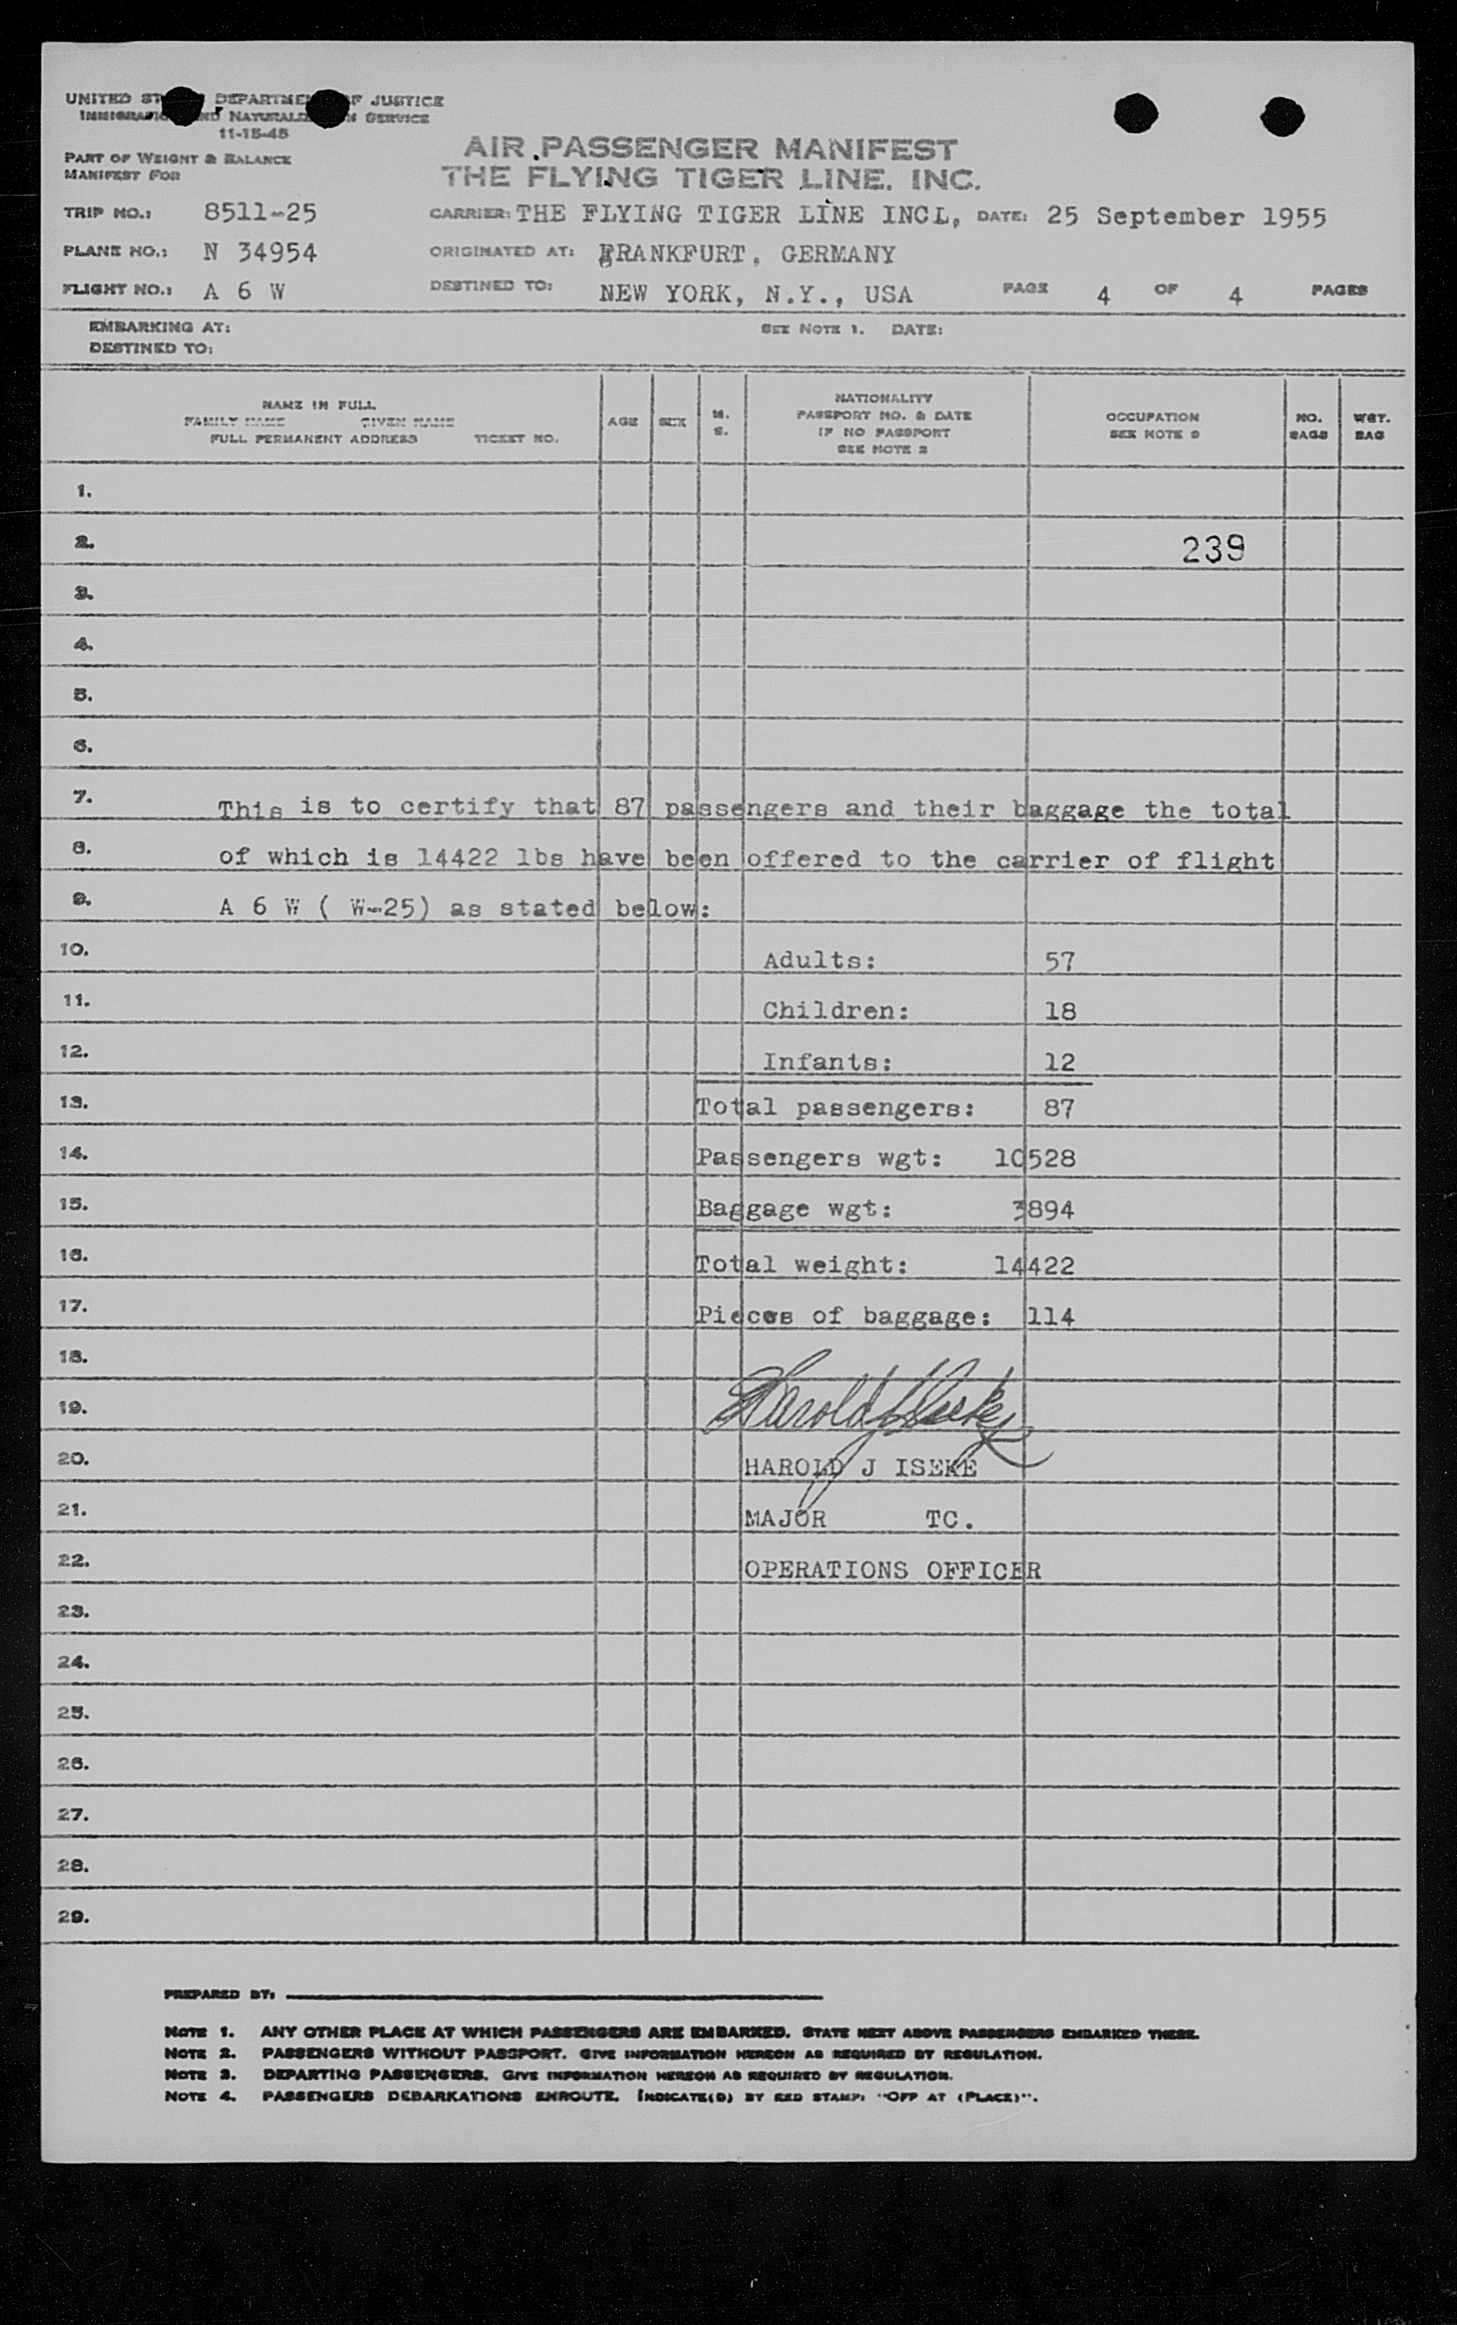 UNITED ST DEPARTME F JUSTICE
IMMIGRATIO ND NATURALIZ N SERVICE
11-15-45
PART OF WEIGHT & BALANCE
MANIFEST FOR
AIR PASSENGER MANIFEST
THE FLYING TIGER LINE. INC.
TRIP NO.: 8511-25 CARRIER: THE FLYING TIGER LINE INCL, DATE: 25 September 1955
PLANE NO.: N 34954 ORIGINATED AT: FRANKFURT, GERMANY
FLIGHT NO.: A 6 W DESTINED TO: NEW YORK, N.Y., USA PAGE 4 OF 4 PAGES
EMBARKING AT: SEE NOTE 1. DATE:
DESTINED TO:
NAME IN FULL
FAMILY NAME GIVEN NAME
FULL PERMANENT ADDRESS TICKET NO.
AGE
SEX
M.
S.
NATIONALITY
PASSPORT NO. & DATE
IF NO PASSPORT
SEE NOTE 2
OCCUPATION
SEE NOTE 3
NO.
BAGS
WGT.
BAG
1.
2. 239
3.
4.
5.
6.
7. This is to certify that 87 passengers and their baggage the total
8. of which is 14422 lbs have been offered to the carrier of flight
9. A 6 W ( W-25) as stated below:
10. Adults: 57
11. Children: 18
12. Infants: 12
13. Total passengers: 87
14. Passengers wgt: 10528
15. Baggage wgt: 3894
16. Total weight: 14422
17. Pieces of baggage: 114
18.
19. Harold J Iseke
20. HAROLD J ISEKE
21. MAJOR TC.
22. OPERATIONS OFFICER
23.
24.
25.
26.
27.
28.
29.
PREPARED BY:
NOTE 1. ANY OTHER PLACE AT WHICH PASSENGERS ARE EMBARKED. STATE NEXT ABOVE PASSENGERS EMBARKED THERE.
NOTE 2. PASSENGERS WITHOUT PASSPORT. GIVE INFORMATION HEREON AS REQUIRED BY REGULATION.
NOTE 3. DEPARTING PASSENGERS. GIVE INFORMATION HEREON AS REQUIRED BY REGULATION.
NOTE 4. PASSENGERS DEBARKATIONS ENROUTE. INDICATE(D) BY RED STAMP: "OFF AT (PLACE)".